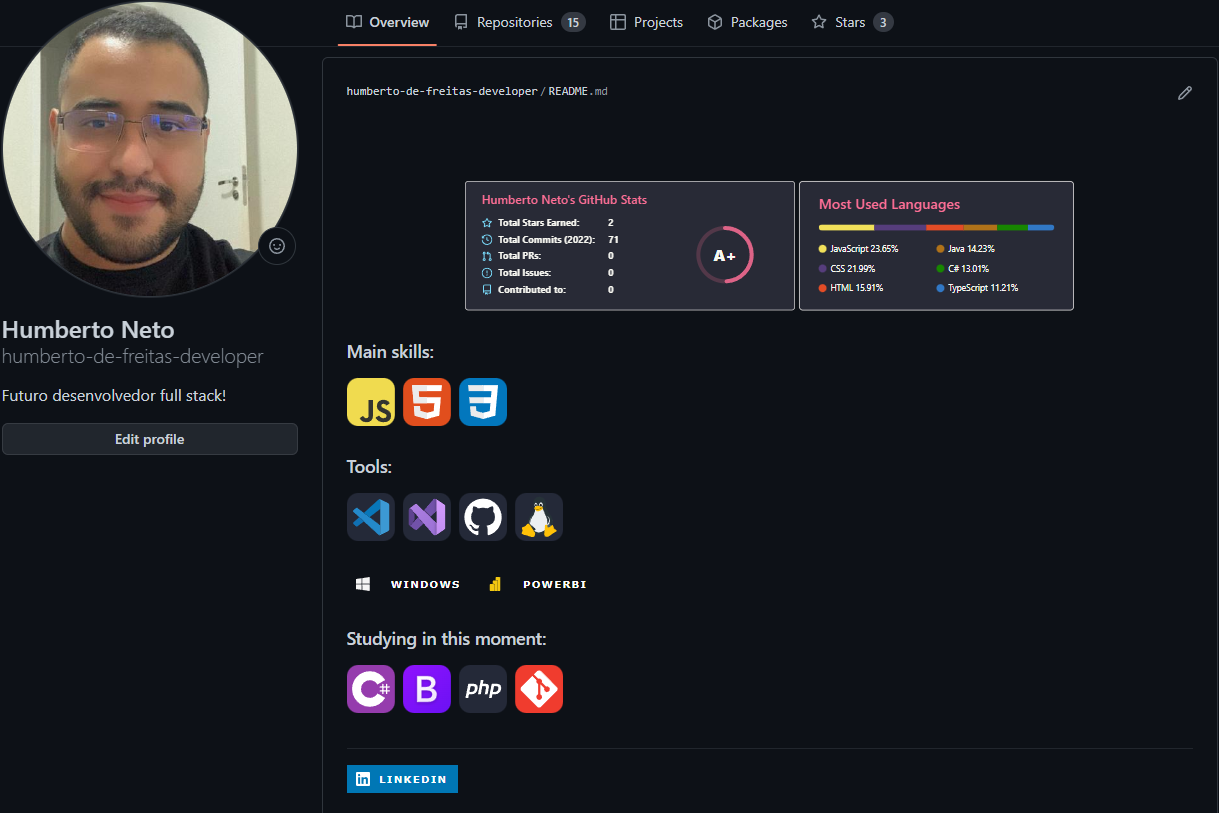 Overview Repositories 15 Projects Packages Stars 3
humberto-de-freitas-developer/README.md
Humberto Neto's GitHub Stats
Total Stars Earned: 2
Total Commits (2022): 71
Total PRs: 0
Total Issues: 0
Contributed to: 0
A+
Most Used Languages
JavaScript 23.65% Java 14.23%
CSS 21.99% C# 13.01%
HTML 15.91% TypeScript 11.21%
Humberto Neto
humberto-de-freitas-developer
Futuro desenvolvedor full stack!
Edit profile
Main skills:
JS 5 3
Tools:
WINDOWS POWERBI
Studying in this moment:
C# B php
in LINKEDIN